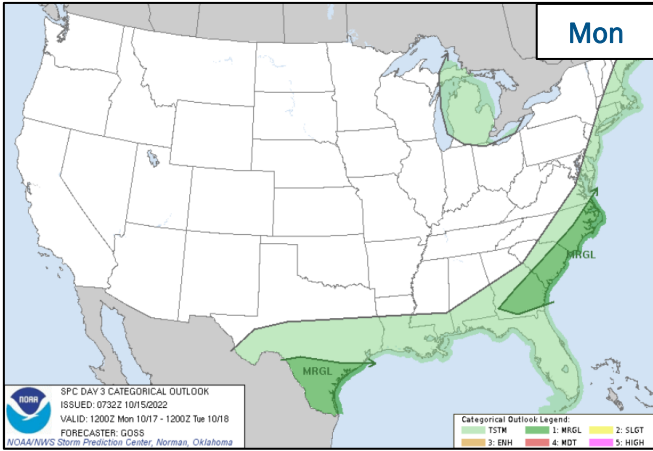 Mon
MRGL
MRGL
NOAA
SPC DAY 3 CATEGORICAL OUTLOOK
ISSUED: 0732Z 10/15/2022
VALID: 1200Z Mon 10/17 - 1200Z Tue 10/18
FORECASTER: GOSS
NOAA/NWS Storm Prediction Center, Norman, Oklahoma
Categorical Outlook Legend:
TSTM 1: MRGL 2: SLGT
3: ENH 4: MDT 5: HIGH